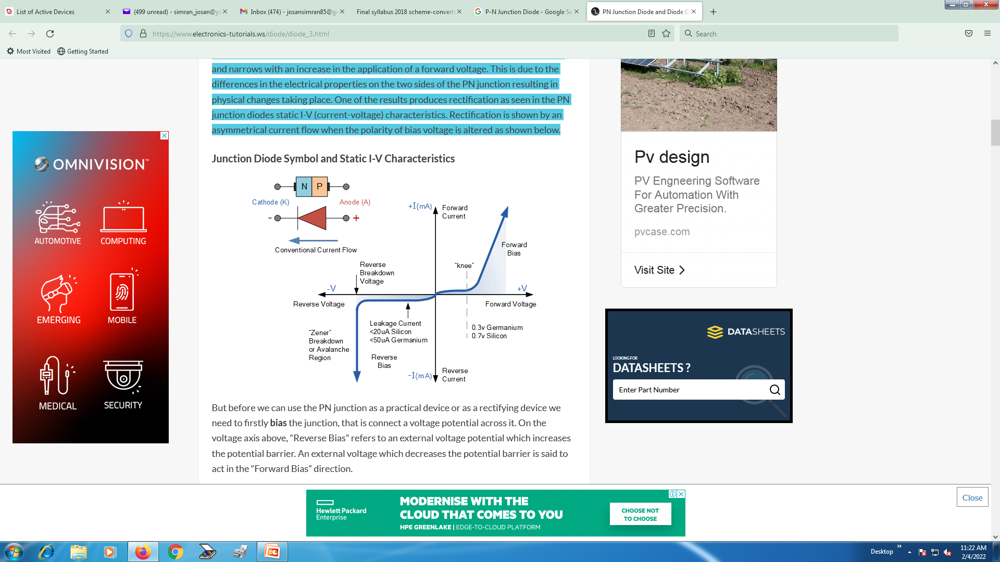 List of Active Devices
(499 unread) - simran_josan@ya
Inbox (474) - josansimran85@g
Final syllabus 2018 scheme-converte
P-N Junction Diode - Google Se
PN Junction Diode and Diode C
https://www.electronics-tutorials.ws/diode/diode_3.html
Search
Most Visited
Getting Started
and narrows with an increase in the application of a forward voltage. This is due to the
differences in the electrical properties on the two sides of the PN junction resulting in
physical changes taking place. One of the results produces rectification as seen in the PN
junction diodes static I-V (current-voltage) characteristics. Rectification is shown by an
asymmetrical current flow when the polarity of bias voltage is altered as shown below.
Junction Diode Symbol and Static I-V Characteristics
N P
Cathode (K)
Anode (A)
- +
Conventional Current Flow
+I(mA)
Forward
Current
Forward
Bias
"knee"
Reverse
Breakdown
Voltage
-V
+V
Reverse Voltage
Forward Voltage
Leakage Current
<20uA Silicon
<50uA Germanium
0.3v Germanium
0.7v Silicon
"Zener"
Breakdown
or Avalanche
Region
Reverse
Bias
-I(mA)
Reverse
Current
But before we can use the PN junction as a practical device or as a rectifying device we
need to firstly bias the junction, that is connect a voltage potential across it. On the
voltage axis above, “Reverse Bias” refers to an external voltage potential which increases
the potential barrier. An external voltage which decreases the potential barrier is said to
act in the “Forward Bias” direction.
OMNIVISION™
AUTOMOTIVE
COMPUTING
EMERGING
MOBILE
MEDICAL
SECURITY
Pv design
PV Engneering Software
For Automation With
Greater Precision.
pvcase.com
Visit Site
DATASHEETS
LOOKING FOR
DATASHEETS ?
Enter Part Number
Hewlett Packard
Enterprise
MODERNISE WITH THE
CLOUD THAT COMES TO YOU
HPE GREENLAKE | EDGE-TO-CLOUD PLATFORM
CHOOSE NOT
TO CHOOSE
Close
Desktop
11:22 AM
2/4/2022